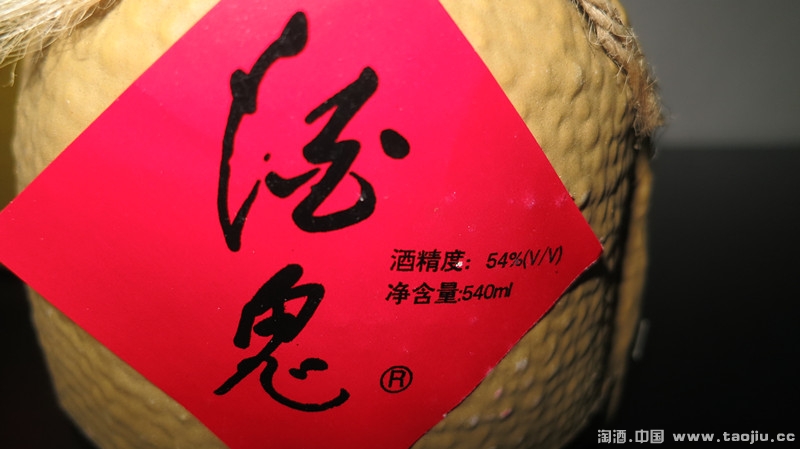 酒
鬼
®
酒精度：54%(V/V)
净含量:540ml
淘酒.中国 www.taojiu.cc